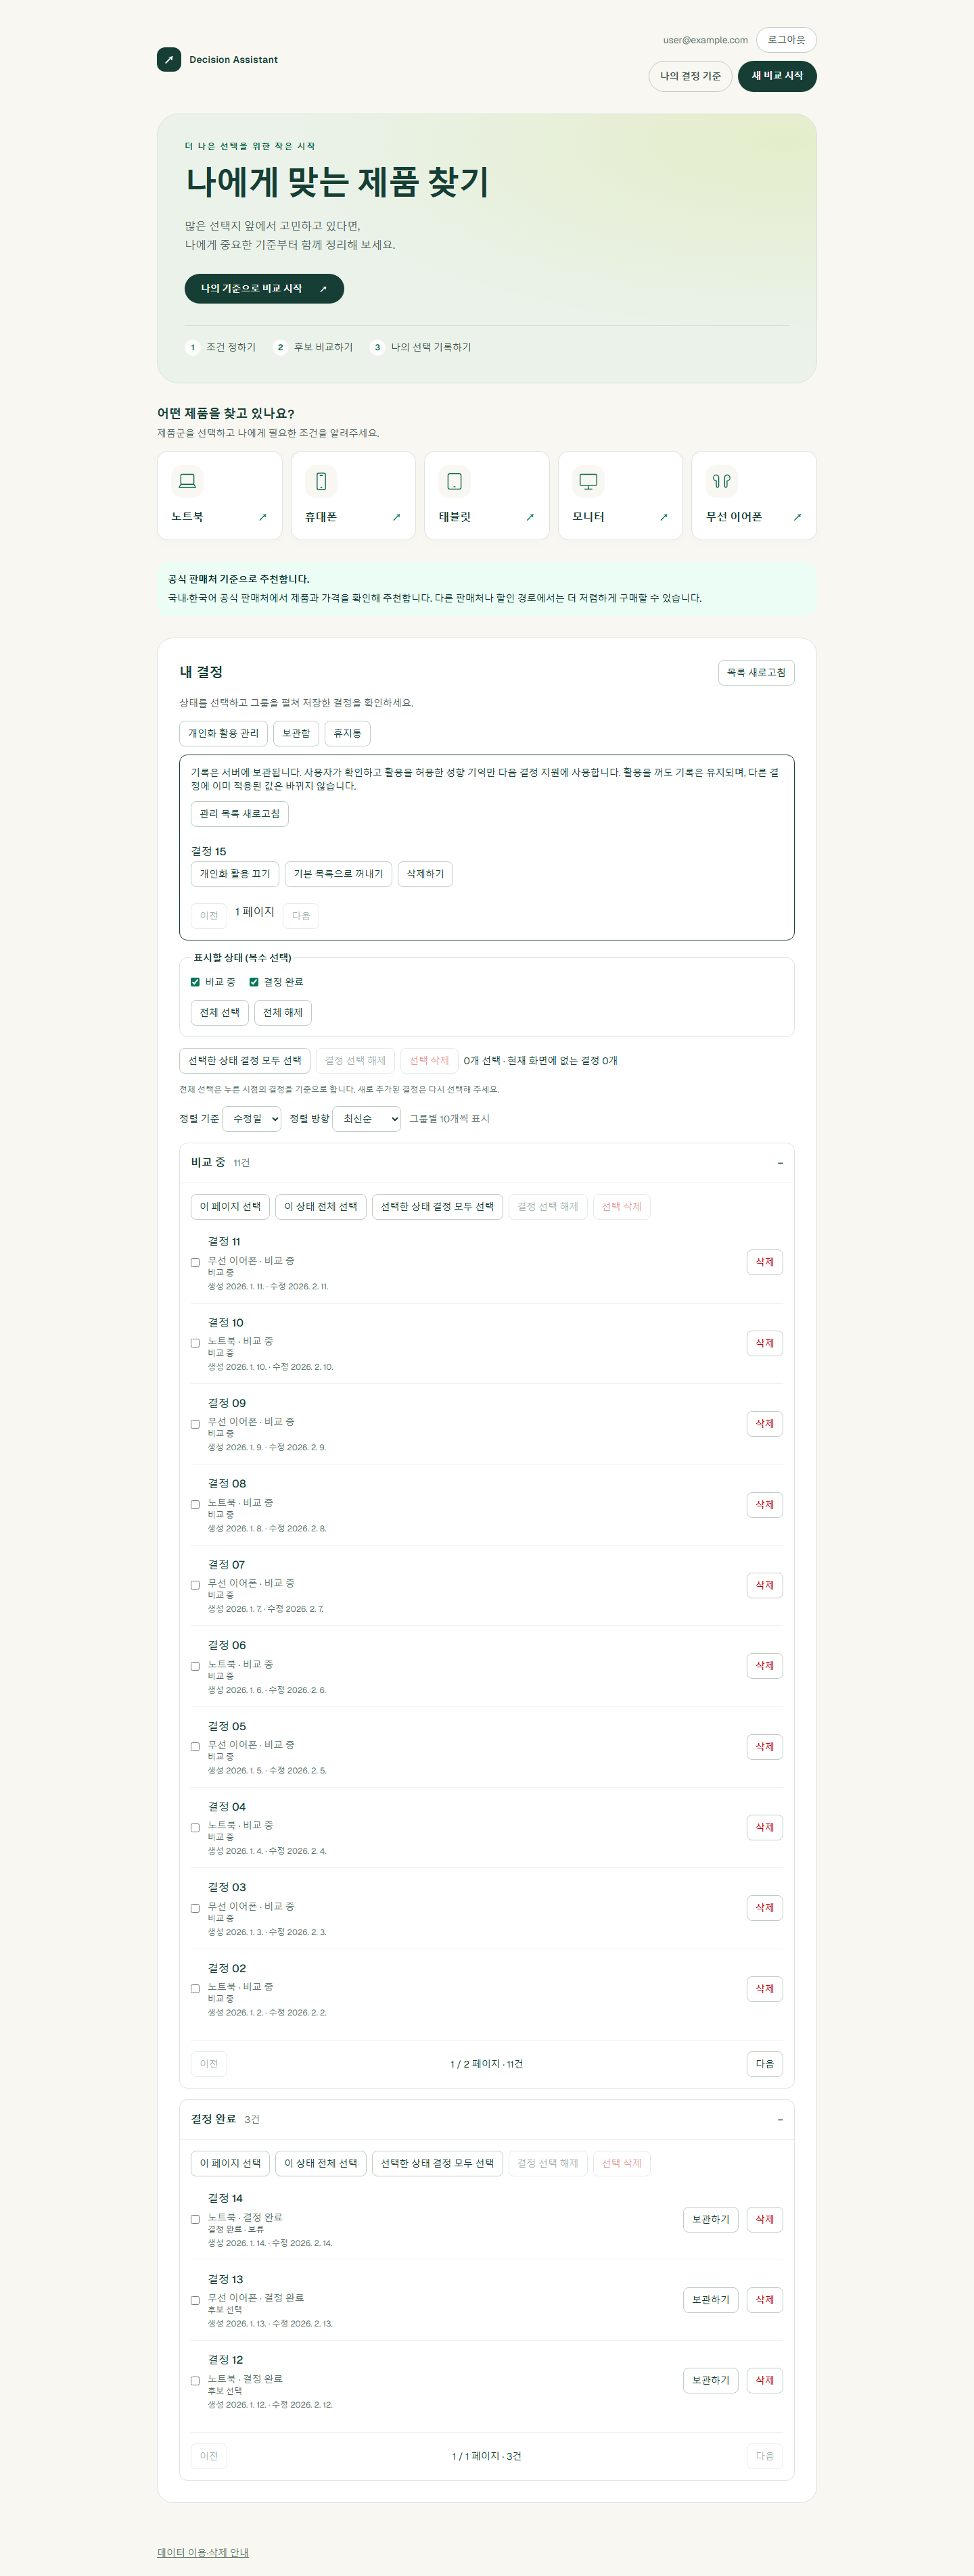 Decision Assistant
user@example.com
로그아웃
나의 결정 기준
새 비교 시작
더 나은 선택을 위한 작은 시작
나에게 맞는 제품 찾기
많은 선택지 앞에서 고민하고 있다면,
나에게 중요한 기준부터 함께 정리해 보세요.
나의 기준으로 비교 시작 ↗
1 조건 정하기 2 후보 비교하기 3 나의 선택 기록하기
어떤 제품을 찾고 있나요?
제품군을 선택하고 나에게 필요한 조건을 알려주세요.
노트북 ↗
휴대폰 ↗
태블릿 ↗
모니터 ↗
무선 이어폰 ↗
공식 판매처 기준으로 추천합니다.
국내·한국어 공식 판매처에서 제품과 가격을 확인해 추천합니다. 다른 판매처나 할인 경로에서는 더 저렴하게 구매할 수 있습니다.
내 결정
목록 새로고침
상태를 선택하고 그룹을 펼쳐 저장한 결정을 확인하세요.
개인화 활용 관리 보관함 휴지통
기록은 서버에 보관됩니다. 사용자가 확인하고 활용을 허용한 성향 기억만 다음 결정 지원에 사용합니다. 활용을 꺼도 기록은 유지되며, 다른 결
정에 이미 적용된 값은 바뀌지 않습니다.
관리 목록 새로고침
결정 15
개인화 활용 끄기 기본 목록으로 꺼내기 삭제하기
이전 1 페이지 다음
표시할 상태 (복수 선택)
비교 중 결정 완료
전체 선택 전체 해제
선택한 상태 결정 모두 선택 결정 선택 해제 선택 삭제 0개 선택 · 현재 화면에 없는 결정 0개
전체 선택은 누른 시점의 결정을 기준으로 합니다. 새로 추가된 결정은 다시 선택해 주세요.
정렬 기준 수정일 정렬 방향 최신순 그룹별 10개씩 표시
비교 중 11건 −
이 페이지 선택 이 상태 전체 선택 선택한 상태 결정 모두 선택 결정 선택 해제 선택 삭제
결정 11
무선 이어폰 · 비교 중
비교 중
생성 2026. 1. 11. · 수정 2026. 2. 11.
삭제
결정 10
노트북 · 비교 중
비교 중
생성 2026. 1. 10. · 수정 2026. 2. 10.
삭제
결정 09
무선 이어폰 · 비교 중
비교 중
생성 2026. 1. 9. · 수정 2026. 2. 9.
삭제
결정 08
노트북 · 비교 중
비교 중
생성 2026. 1. 8. · 수정 2026. 2. 8.
삭제
결정 07
무선 이어폰 · 비교 중
비교 중
생성 2026. 1. 7. · 수정 2026. 2. 7.
삭제
결정 06
노트북 · 비교 중
비교 중
생성 2026. 1. 6. · 수정 2026. 2. 6.
삭제
결정 05
무선 이어폰 · 비교 중
비교 중
생성 2026. 1. 5. · 수정 2026. 2. 5.
삭제
결정 04
노트북 · 비교 중
비교 중
생성 2026. 1. 4. · 수정 2026. 2. 4.
삭제
결정 03
무선 이어폰 · 비교 중
비교 중
생성 2026. 1. 3. · 수정 2026. 2. 3.
삭제
결정 02
노트북 · 비교 중
비교 중
생성 2026. 1. 2. · 수정 2026. 2. 2.
삭제
이전 1 / 2 페이지 · 11건 다음
결정 완료 3건 −
이 페이지 선택 이 상태 전체 선택 선택한 상태 결정 모두 선택 결정 선택 해제 선택 삭제
결정 14
노트북 · 결정 완료
결정 완료 · 보류
생성 2026. 1. 14. · 수정 2026. 2. 14.
보관하기 삭제
결정 13
무선 이어폰 · 결정 완료
후보 선택
생성 2026. 1. 13. · 수정 2026. 2. 13.
보관하기 삭제
결정 12
노트북 · 결정 완료
후보 선택
생성 2026. 1. 12. · 수정 2026. 2. 12.
보관하기 삭제
이전 1 / 1 페이지 · 3건 다음
데이터 이용·삭제 안내